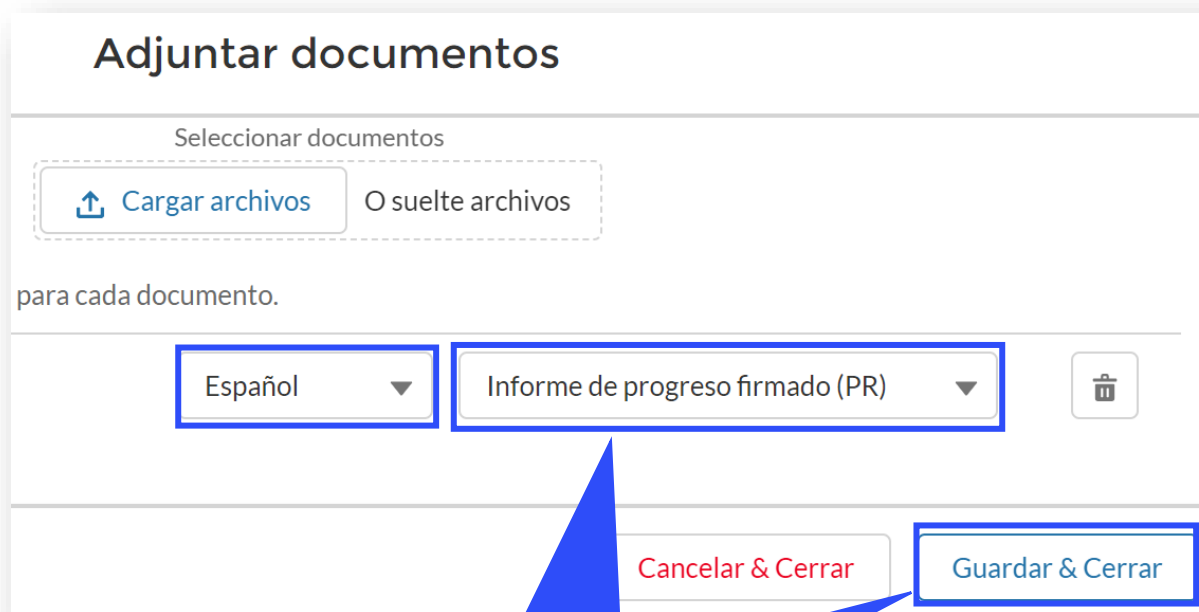 Adjuntar documentos
Seleccionar documentos
Cargar archivos O suelte archivos
para cada documento.
Español Informe de progreso firmado (PR)
Cancelar & Cerrar Guardar & Cerrar